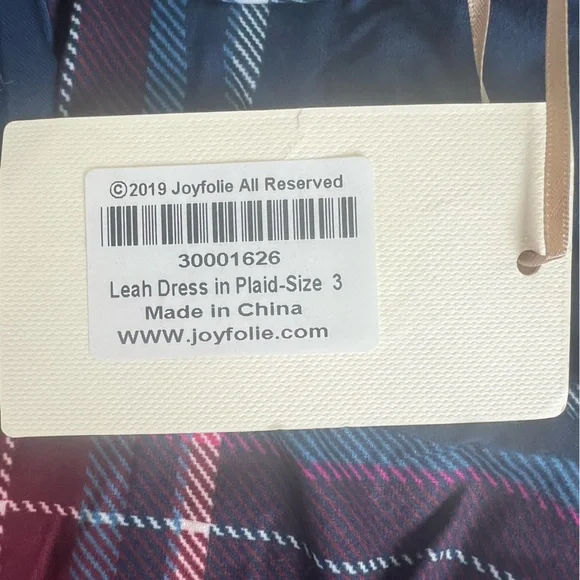 ©2019 Joyfolie All Reserved
30001626
Leah Dress in Plaid-Size 3
Made in China
WWW.joyfolie.com